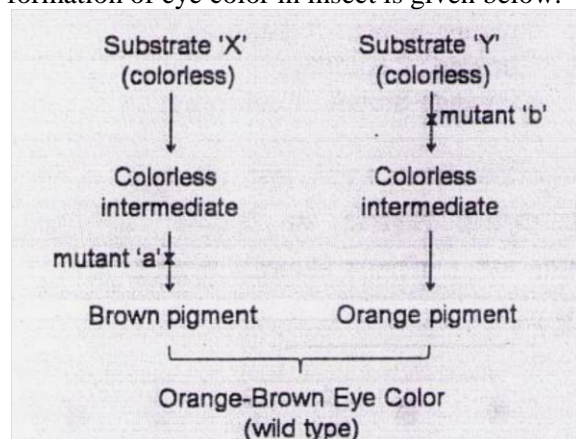 formation of eye color in insect is given below:
Substrate 'X'
(colorless)
Substrate 'Y'
(colorless)
mutant 'b'
Colorless
intermediate
Colorless
intermediate
mutant 'a'
Brown pigment
Orange pigment
Orange-Brown Eye Color
(wild type)